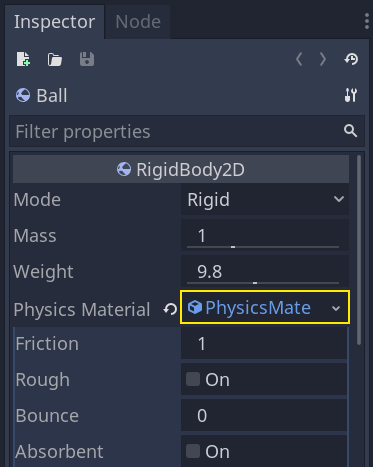 Inspector Node
Ball
Filter properties
RigidBody2D
Mode Rigid
Mass 1
Weight 9.8
Physics Material PhysicsMate
Friction 1
Rough On
Bounce 0
Absorbent On